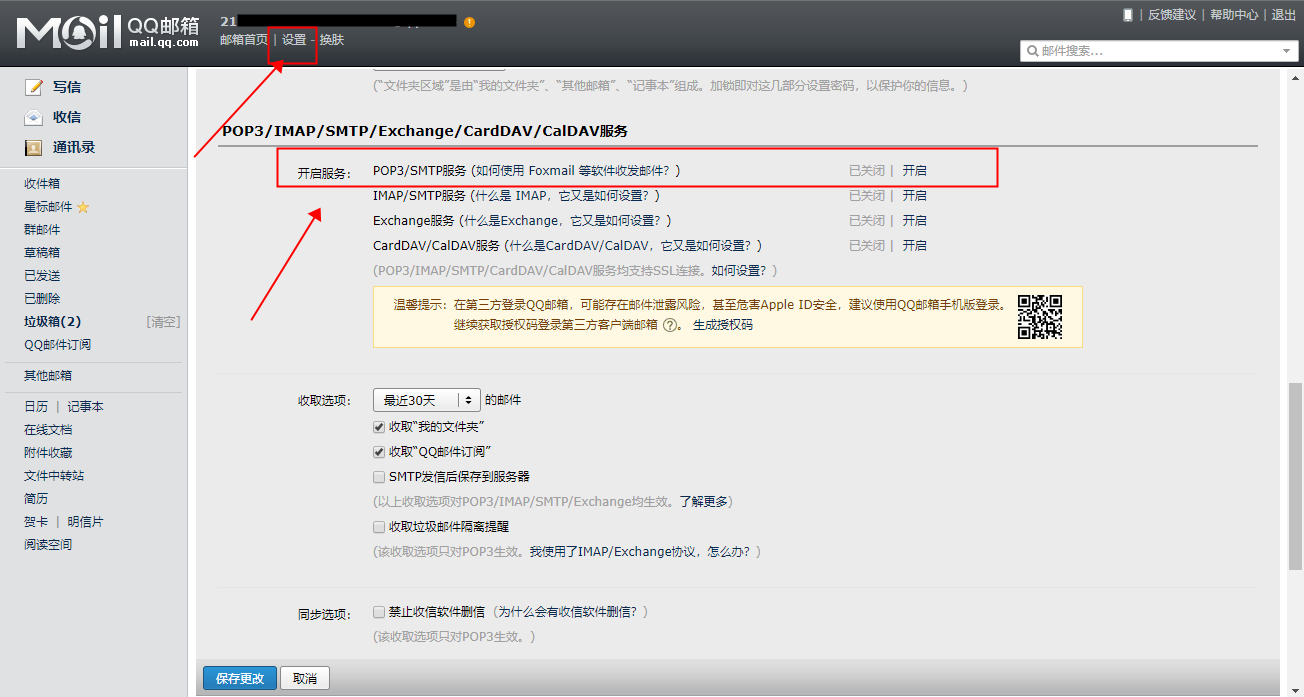 Mail QQ邮箱 mail.qq.com
21
邮箱首页 | 设置 - 换肤
| 反馈建议 | 帮助中心 | 退出
邮件搜索...
写信
收信
通讯录
收件箱
星标邮件
群邮件
草稿箱
已发送
已删除
垃圾箱(2) [清空]
QQ邮件订阅
其他邮箱
日历 | 记事本
在线文档
附件收藏
文件中转站
简历
贺卡 | 明信片
阅读空间
(“文件夹区域”是由“我的文件夹”、“其他邮箱”、“记事本”组成。加锁即对这几部分设置密码，以保护你的信息。)
POP3/IMAP/SMTP/Exchange/CardDAV/CalDAV服务
开启服务： POP3/SMTP服务 (如何使用 Foxmail 等软件收发邮件？) 已关闭 | 开启
IMAP/SMTP服务 (什么是 IMAP，它又是如何设置？) 已关闭 | 开启
Exchange服务 (什么是Exchange，它又是如何设置？) 已关闭 | 开启
CardDAV/CalDAV服务 (什么是CardDAV/CalDAV，它又是如何设置？) 已关闭 | 开启
(POP3/IMAP/SMTP/CardDAV/CalDAV服务均支持SSL连接。如何设置？)
温馨提示： 在第三方登录QQ邮箱，可能存在邮件泄露风险，甚至危害Apple ID安全，建议使用QQ邮箱手机版登录。
继续获取授权码登录第三方客户端邮箱 ?。 生成授权码
收取选项： 最近30天 的邮件
收取“我的文件夹”
收取“QQ邮件订阅”
SMTP发信后保存到服务器
(以上收取选项对POP3/IMAP/SMTP/Exchange均生效。了解更多)
收取垃圾邮件隔离提醒
(该收取选项只对POP3生效。我使用了IMAP/Exchange协议，怎么办？)
同步选项： 禁止收信软件删信 (为什么会有收信软件删信？)
(该收取选项只对POP3生效。)
保存更改 取消